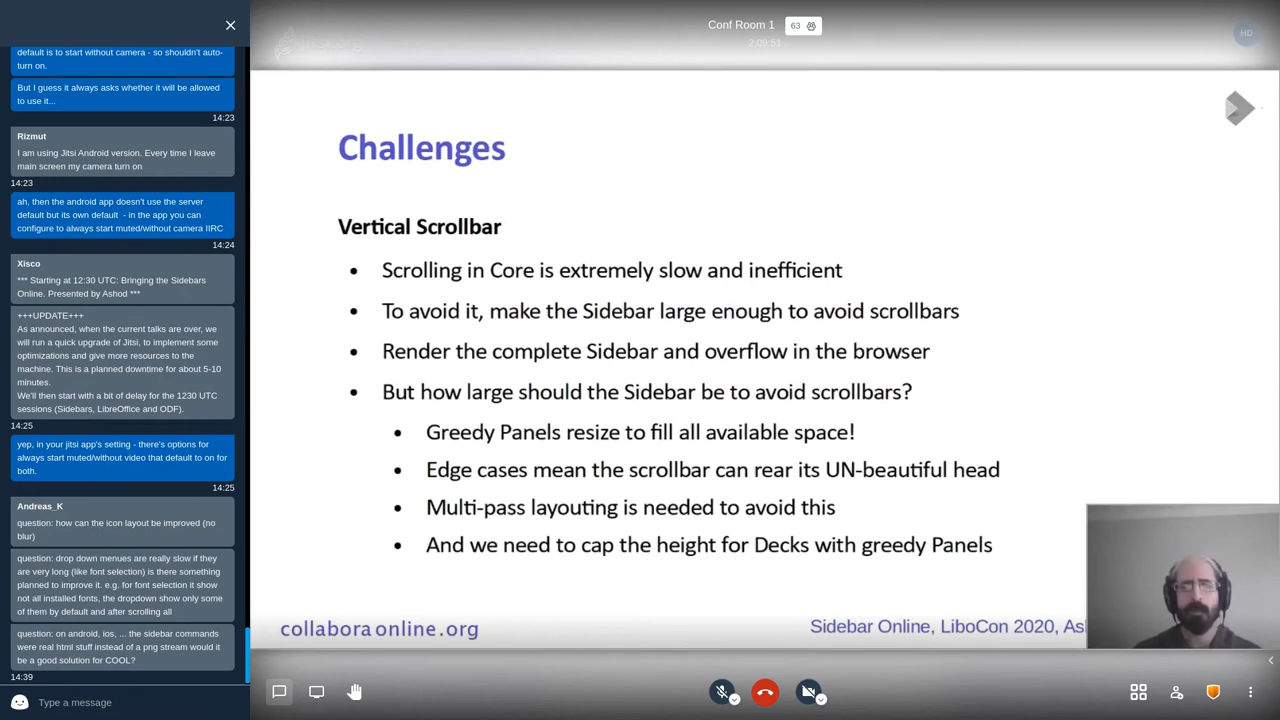 default is to start without camera - so shouldn't auto-
turn on.
But I guess it always asks whether it will be allowed
to use it...
14:23
Rizmut
I am using Jitsi Android version. Every time I leave
main screen my camera turn on
14:23
ah, then the android app doesn't use the server
default but its own default - in the app you can
configure to always start muted/without camera IIRC
14:24
Xisco
*** Starting at 12:30 UTC: Bringing the Sidebars
Online. Presented by Ashod ***
+++UPDATE+++
As announced, when the current talks are over, we
will run a quick upgrade of Jitsi, to implement some
optimizations and give more resources to the
machine. This is a planned downtime for about 5-10
minutes.
We'll then start with a bit of delay for the 1230 UTC
sessions (Sidebars, LibreOffice and ODF).
14:25
yep, in your jitsi app's setting - there's options for
always start muted/without video that default to on for
both.
14:25
Andreas_K
question: how can the icon layout be improved (no
blur)
question: drop down menues are really slow if they
are very long (like font selection) is there something
planned to improve it. e.g. for font selection it show
not all installed fonts, the dropdown show only some
of them by default and after scrolling all
question: on android, ios, ... the sidebar commands
were real html stuff instead of a png stream would it
be a good solution for COOL?
14:39
Type a message
Conf Room 1
63
2:09:51
HD
Challenges
Vertical Scrollbar
• Scrolling in Core is extremely slow and inefficient
• To avoid it, make the Sidebar large enough to avoid scrollbars
• Render the complete Sidebar and overflow in the browser
• But how large should the Sidebar be to avoid scrollbars?
• Greedy Panels resize to fill all available space!
• Edge cases mean the scrollbar can rear its UN-beautiful head
• Multi-pass layouting is needed to avoid this
• And we need to cap the height for Decks with greedy Panels
collabora online.org
Sidebar Online, LiboCon 2020, As